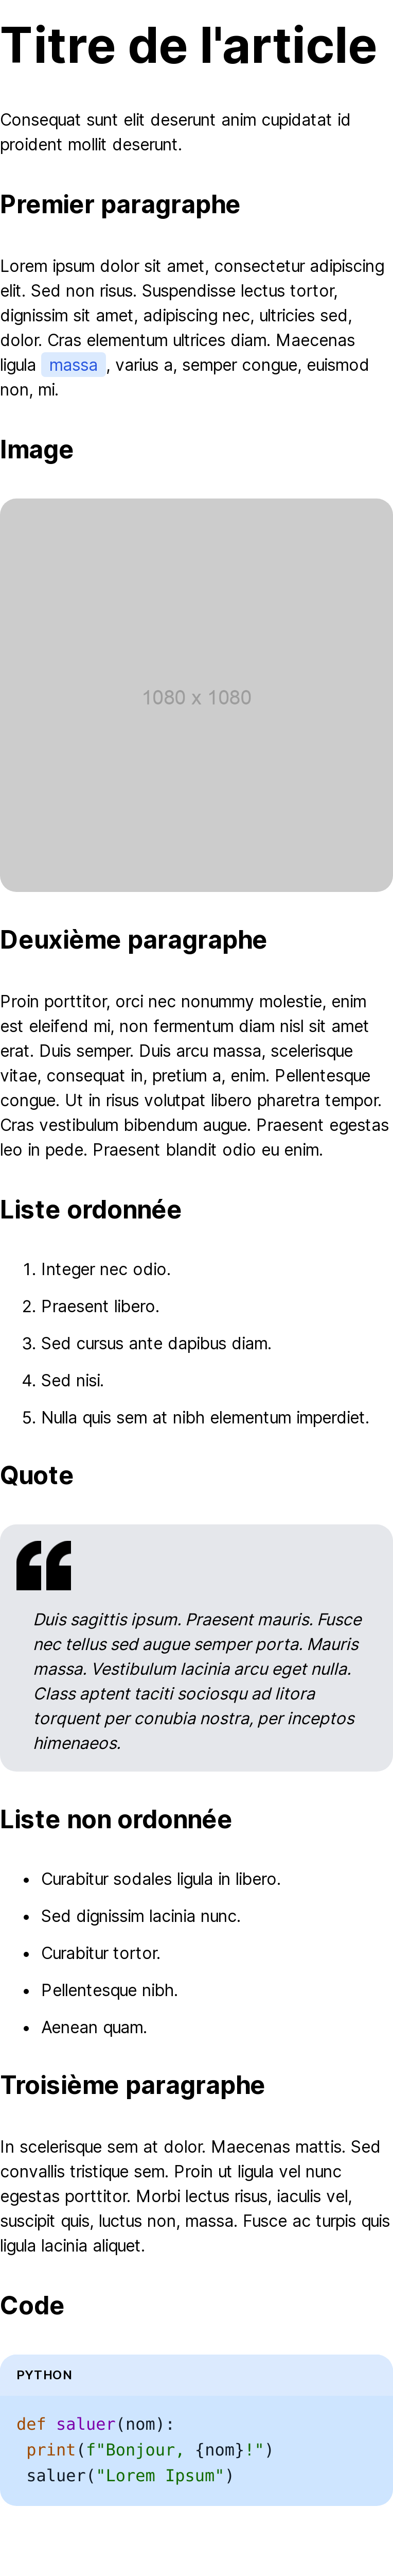 Titre de l'article
Consequat sunt elit deserunt anim cupidatat id
proident mollit deserunt.
Premier paragraphe
Lorem ipsum dolor sit amet, consectetur adipiscing
elit. Sed non risus. Suspendisse lectus tortor,
dignissim sit amet, adipiscing nec, ultricies sed,
dolor. Cras elementum ultrices diam. Maecenas
ligula massa , varius a, semper congue, euismod
non, mi.
Image
1080 x 1080
Deuxième paragraphe
Proin porttitor, orci nec nonummy molestie, enim
est eleifend mi, non fermentum diam nisl sit amet
erat. Duis semper. Duis arcu massa, scelerisque
vitae, consequat in, pretium a, enim. Pellentesque
congue. Ut in risus volutpat libero pharetra tempor.
Cras vestibulum bibendum augue. Praesent egestas
leo in pede. Praesent blandit odio eu enim.
Liste ordonnée
1. Integer nec odio.
2. Praesent libero.
3. Sed cursus ante dapibus diam.
4. Sed nisi.
5. Nulla quis sem at nibh elementum imperdiet.
Quote
Duis sagittis ipsum. Praesent mauris. Fusce
nec tellus sed augue semper porta. Mauris
massa. Vestibulum lacinia arcu eget nulla.
Class aptent taciti sociosqu ad litora
torquent per conubia nostra, per inceptos
himenaeos.
Liste non ordonnée
• Curabitur sodales ligula in libero.
• Sed dignissim lacinia nunc.
• Curabitur tortor.
• Pellentesque nibh.
• Aenean quam.
Troisième paragraphe
In scelerisque sem at dolor. Maecenas mattis. Sed
convallis tristique sem. Proin ut ligula vel nunc
egestas porttitor. Morbi lectus risus, iaculis vel,
suscipit quis, luctus non, massa. Fusce ac turpis quis
ligula lacinia aliquet.
Code
PYTHON
def saluer(nom):
print(f"Bonjour, {nom}!")
saluer("Lorem Ipsum")